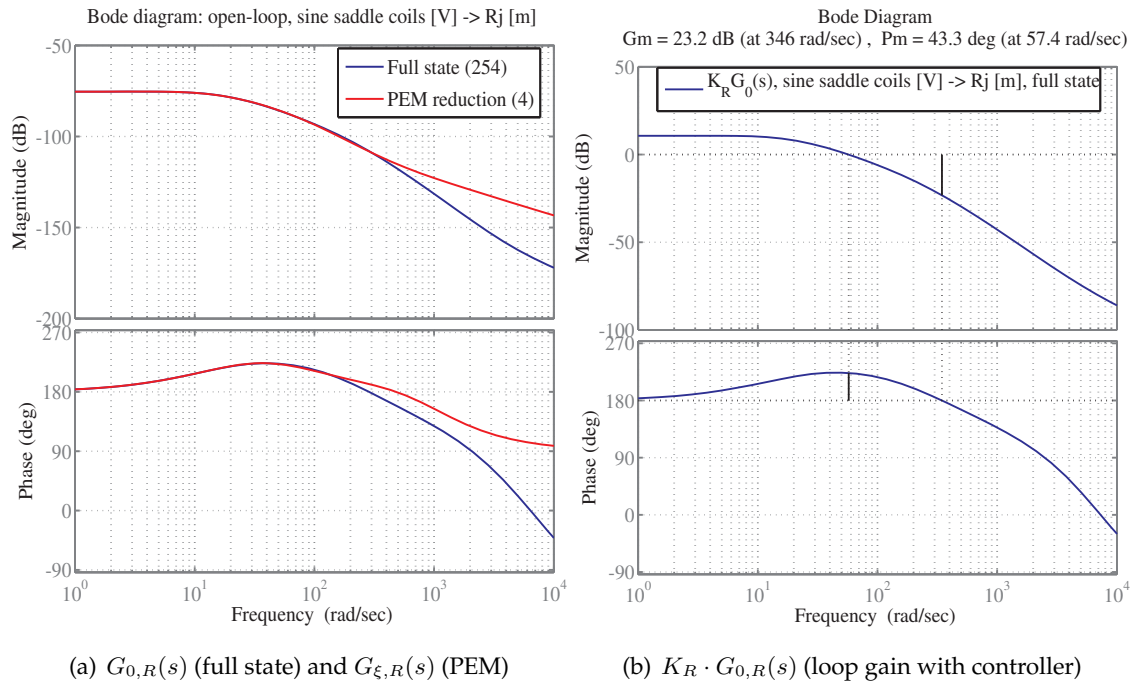 Bode diagram: open-loop, sine saddle coils [V] -> Rj [m]
-50
-100
-150
-200
Magnitude (dB)
Full state (254)
PEM reduction (4)
270
180
90
0
-90
Phase (deg)
10^0
10^1
10^2
10^3
10^4
Frequency (rad/sec)
(a) G_{0,R}(s) (full state) and G_{ξ,R}(s) (PEM)
Bode Diagram
Gm = 23.2 dB (at 346 rad/sec) , Pm = 43.3 deg (at 57.4 rad/sec)
50
0
-50
-100
Magnitude (dB)
K_R G_0(s), sine saddle coils [V] -> Rj [m], full state
270
180
90
0
-90
Phase (deg)
10^0
10^1
10^2
10^3
10^4
Frequency (rad/sec)
(b) K_R · G_{0,R}(s) (loop gain with controller)